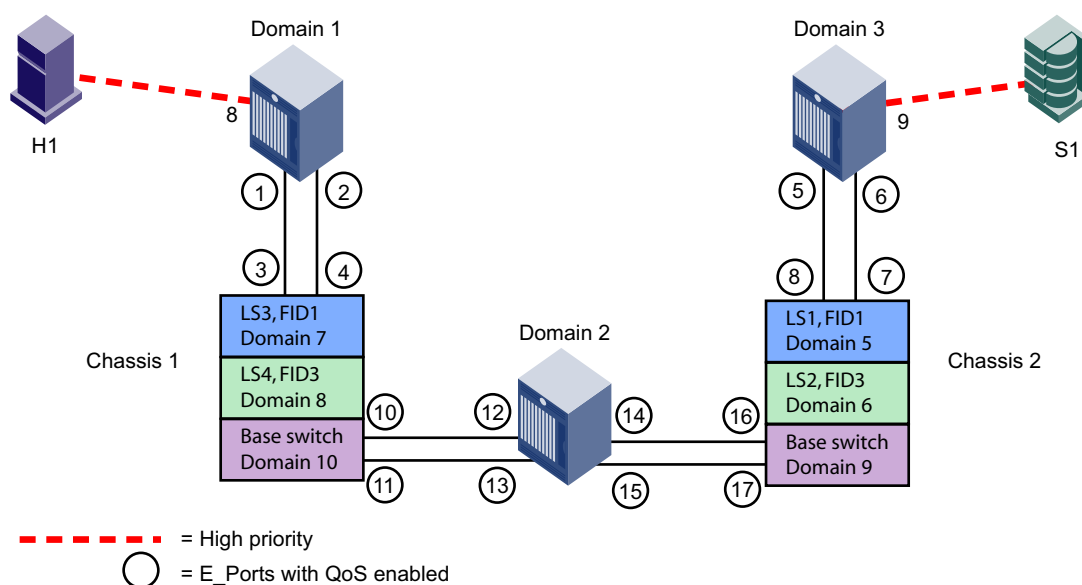 Domain 1
Domain 3
8
9
H1
S1
1
2
5
6
3
4
8
7
LS3, FID1
Domain 7
LS1, FID1
Domain 5
Chassis 1
Domain 2
Chassis 2
LS4, FID3
Domain 8
LS2, FID3
Domain 6
10
12
14
16
Base switch
Domain 10
Base switch
Domain 9
11
13
15
17
= High priority
= E_Ports with QoS enabled